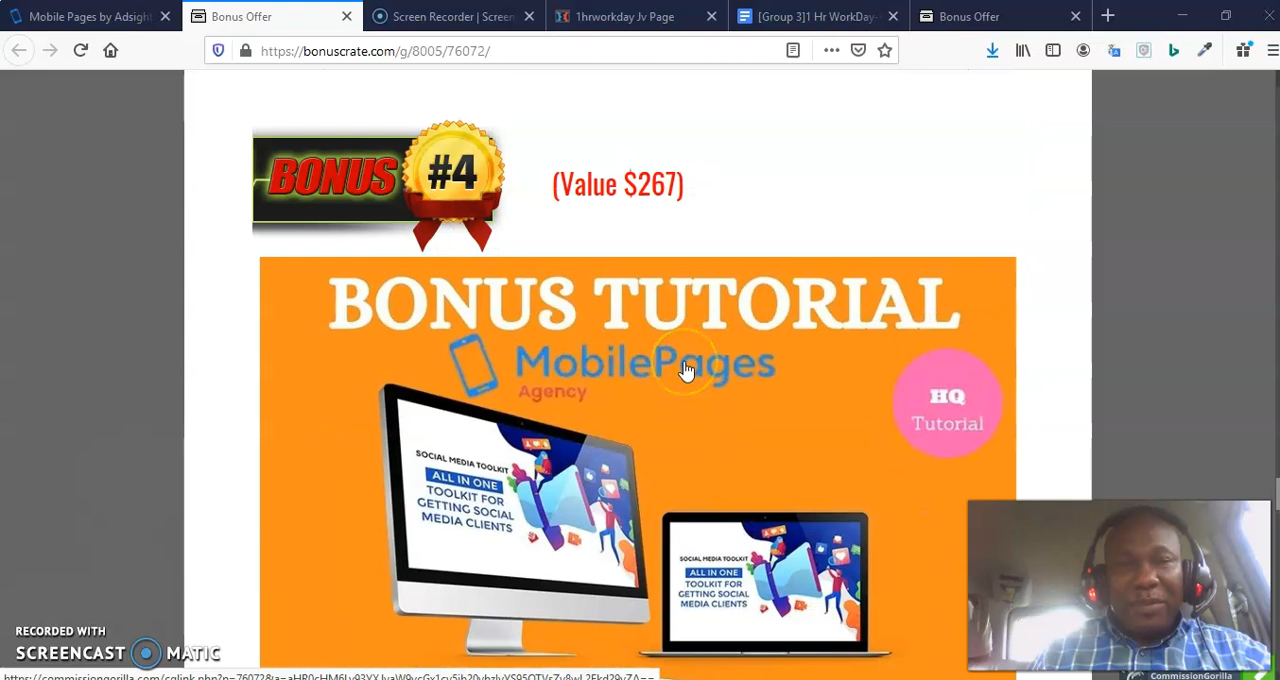 Mobile Pages by Adsight
Bonus Offer
Screen Recorder | Screen
1hrworkday Jv Page
[Group 3]1 Hr WorkDay-
Bonus Offer
https://bonuscrate.com/g/8005/76072/
BONUS
#4
(Value $267)
BONUS TUTORIAL
MobilePages
Agency
HQ
Tutorial
SOCIAL MEDIA TOOLKIT
ALL IN ONE
TOOLKIT FOR
GETTING SOCIAL
MEDIA CLIENTS
SOCIAL MEDIA TOOLKIT
ALL IN ONE
TOOLKIT FOR
GETTING SOCIAL
MEDIA CLIENTS
RECORDED WITH
SCREENCAST MATIC
CommissionGorilla